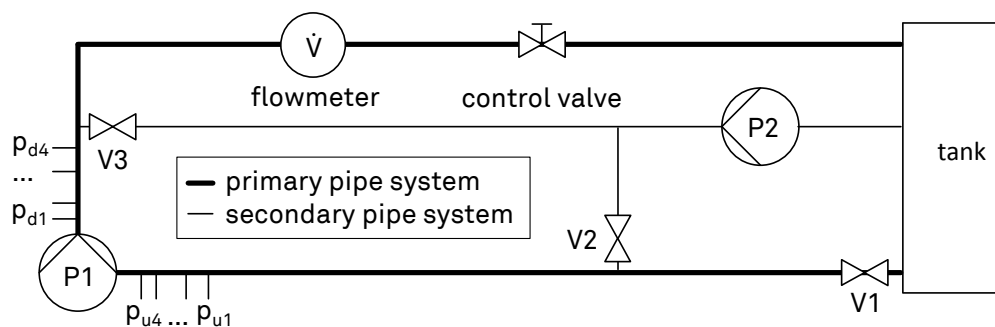 V̇
flowmeter
control valve
P2
tank
V3
p_d4
...
p_d1
primary pipe system
secondary pipe system
V2
P1
p_u4 ... p_u1
V1